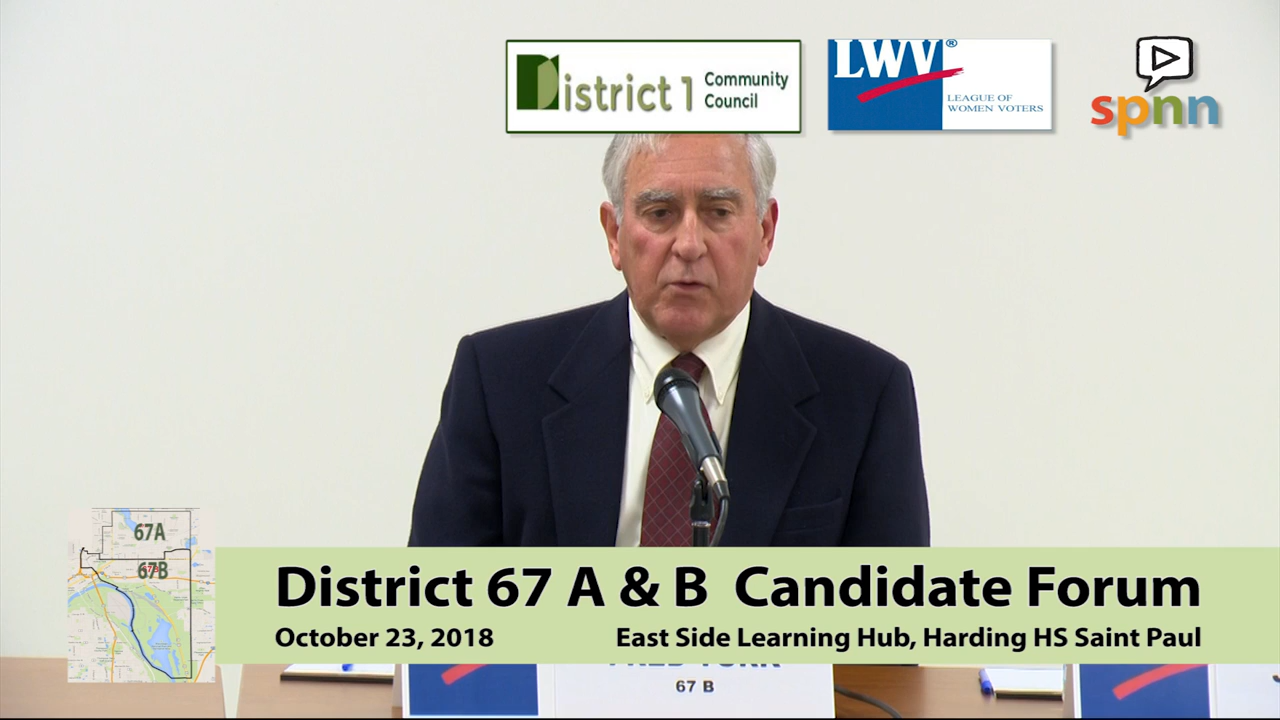 District 1
Community
Council
LWV®
LEAGUE OF
WOMEN VOTERS
spnn
67A
67B
District 67 A & B Candidate Forum
October 23, 2018 East Side Learning Hub, Harding HS Saint Paul
67 B